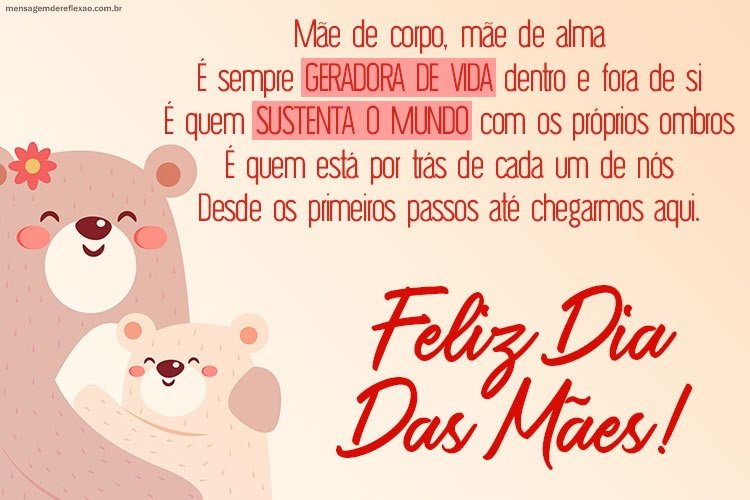 mensagemdereflexao.com.br
Mãe de corpo, mãe de alma
É sempre GERADORA DE VIDA dentro e fora de si
É quem SUSTENTA O MUNDO com os próprios ombros
É quem está por trás de cada um de nós
Desde os primeiros passos até chegarmos aqui.
Feliz Dia
Das Mães!